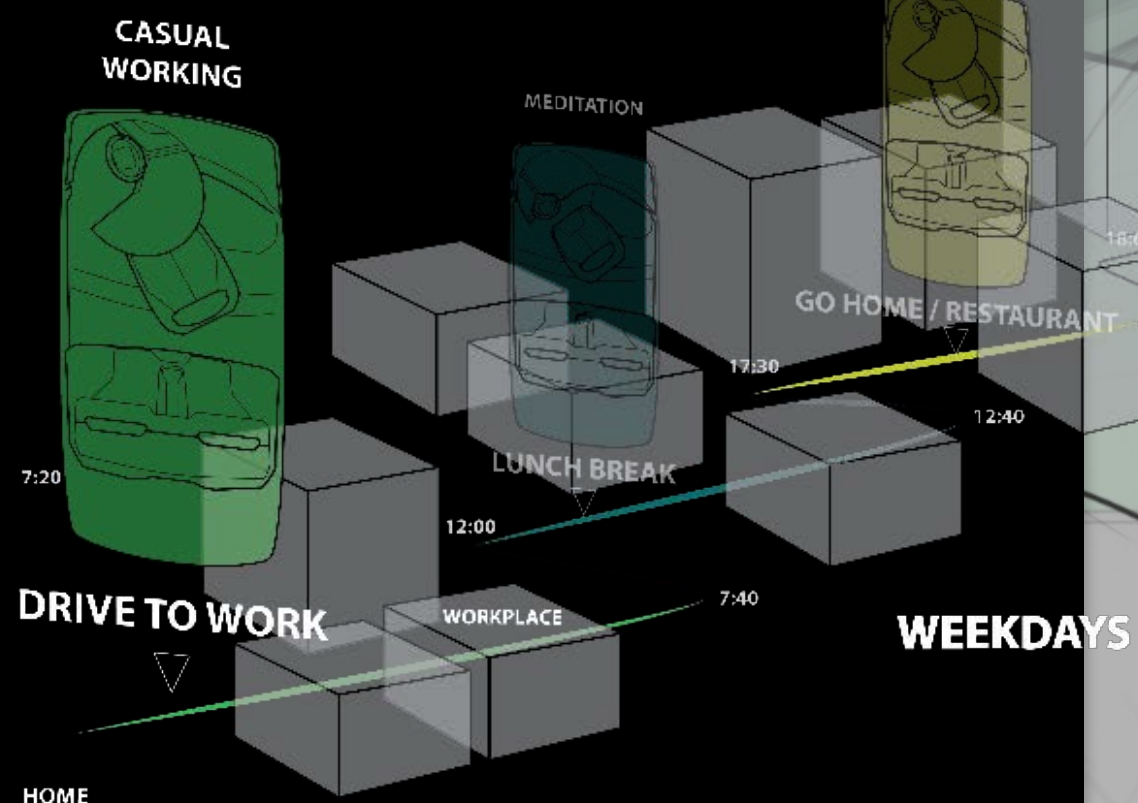 CASUAL
WORKING
MEDITATION
GO HOME / RESTAURANT
17:30
12:40
7:20
LUNCH BREAK
12:00
DRIVE TO WORK
WORKPLACE
7:40
WEEKDAYS
HOME